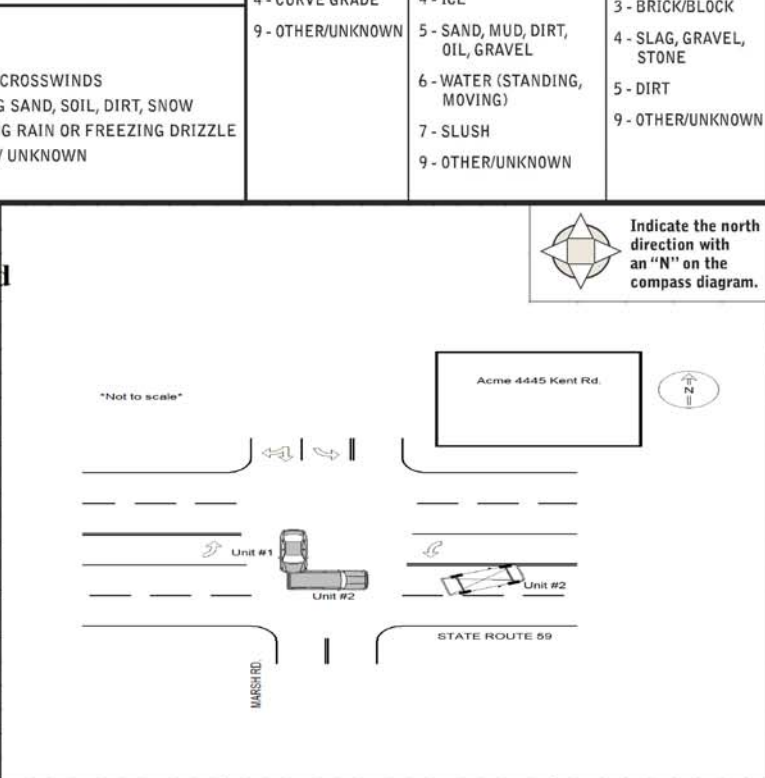 4 - CURVE GRADE
9 - OTHER/UNKNOWN
4 - ICE
5 - SAND, MUD, DIRT,
OIL, GRAVEL
6 - WATER (STANDING,
MOVING)
7 - SLUSH
9 - OTHER/UNKNOWN
3 - BRICK/BLOCK
4 - SLAG, GRAVEL,
STONE
5 - DIRT
9 - OTHER/UNKNOWN
CROSSWINDS
G SAND, SOIL, DIRT, SNOW
G RAIN OR FREEZING DRIZZLE
/ UNKNOWN
Indicate the north
direction with
an "N" on the
compass diagram.
d
*Not to scale*
Acme 4445 Kent Rd.
N
Unit #1
Unit #2
Unit #2
STATE ROUTE 59
MARSH RD.